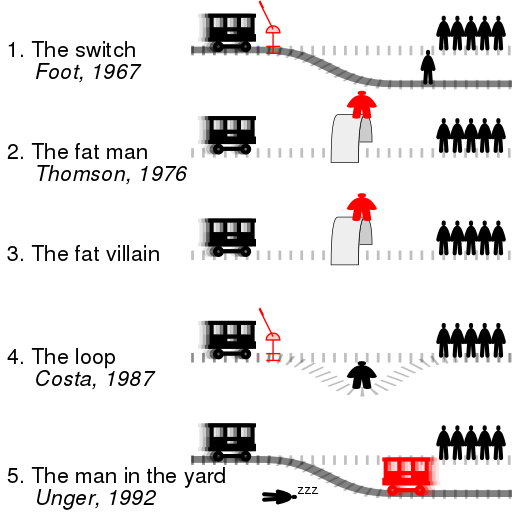 1. The switch
Foot, 1967
2. The fat man
Thomson, 1976
3. The fat villain
4. The loop
Costa, 1987
5. The man in the yard
Unger, 1992
zzz